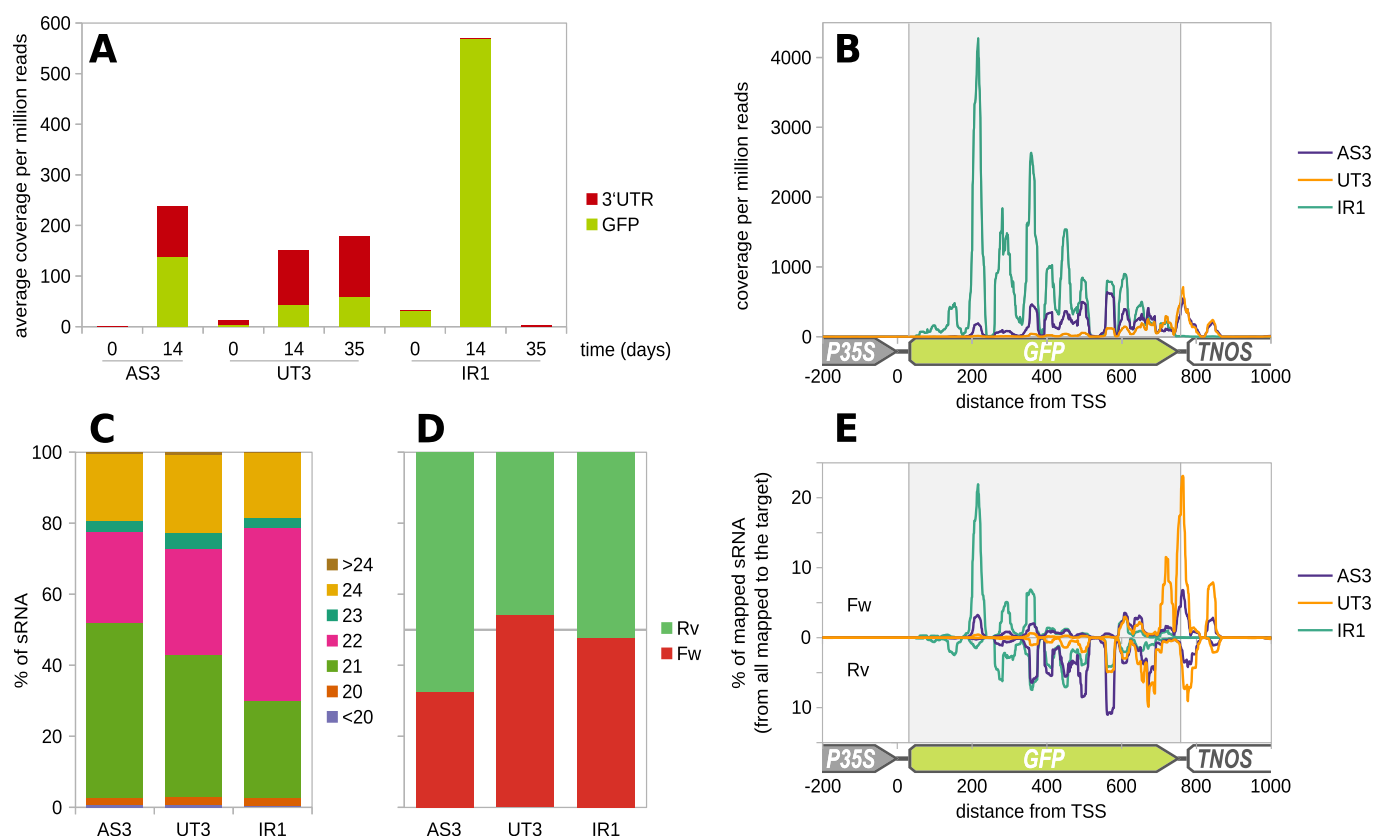 A
600
500
400
300
200
100
0
average coverage per million reads
0 14 0 14 35 0 14 35 time (days)
AS3 UT3 IR1
3‘UTR
GFP
B
4000
3000
2000
1000
0
coverage per million reads
AS3
UT3
IR1
P35S GFP TNOS
-200 0 200 400 600 800 1000
distance from TSS
C
100
80
60
40
20
0
% of sRNA
>24
24
23
22
21
20
<20
AS3 UT3 IR1
D
Rv
Fw
AS3 UT3 IR1
E
20
10
0
10
% of mapped sRNA
(from all mapped to the target)
Fw
Rv
AS3
UT3
IR1
P35S GFP TNOS
-200 0 200 400 600 800 1000
distance from TSS